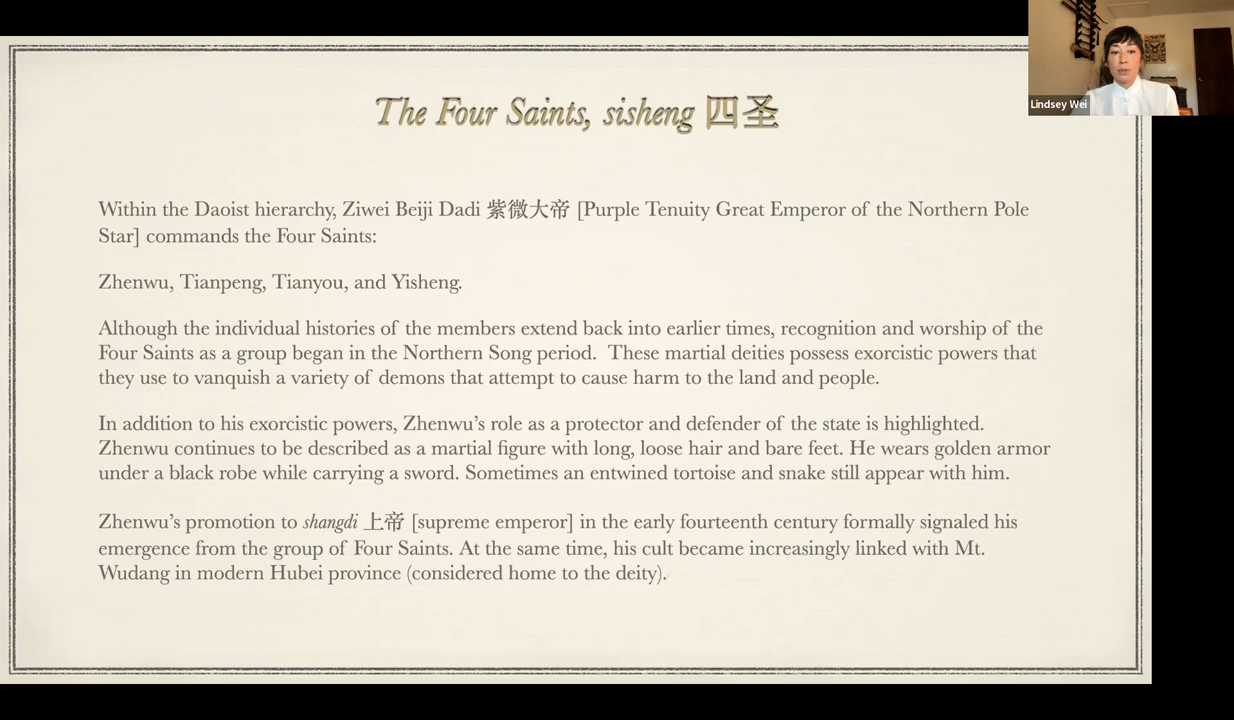 The Four Saints, sisheng 四圣
Lindsey Wei
Within the Daoist hierarchy, Ziwei Beiji Dadi 紫微大帝 [Purple Tenuity Great Emperor of the Northern Pole
Star] commands the Four Saints:
Zhenwu, Tianpeng, Tianyou, and Yisheng.
Although the individual histories of the members extend back into earlier times, recognition and worship of the
Four Saints as a group began in the Northern Song period.  These martial deities possess exorcistic powers that
they use to vanquish a variety of demons that attempt to cause harm to the land and people.
In addition to his exorcistic powers, Zhenwu’s role as a protector and defender of the state is highlighted.
Zhenwu continues to be described as a martial figure with long, loose hair and bare feet. He wears golden armor
under a black robe while carrying a sword. Sometimes an entwined tortoise and snake still appear with him.
Zhenwu’s promotion to shangdi 上帝 [supreme emperor] in the early fourteenth century formally signaled his
emergence from the group of Four Saints. At the same time, his cult became increasingly linked with Mt.
Wudang in modern Hubei province (considered home to the deity).